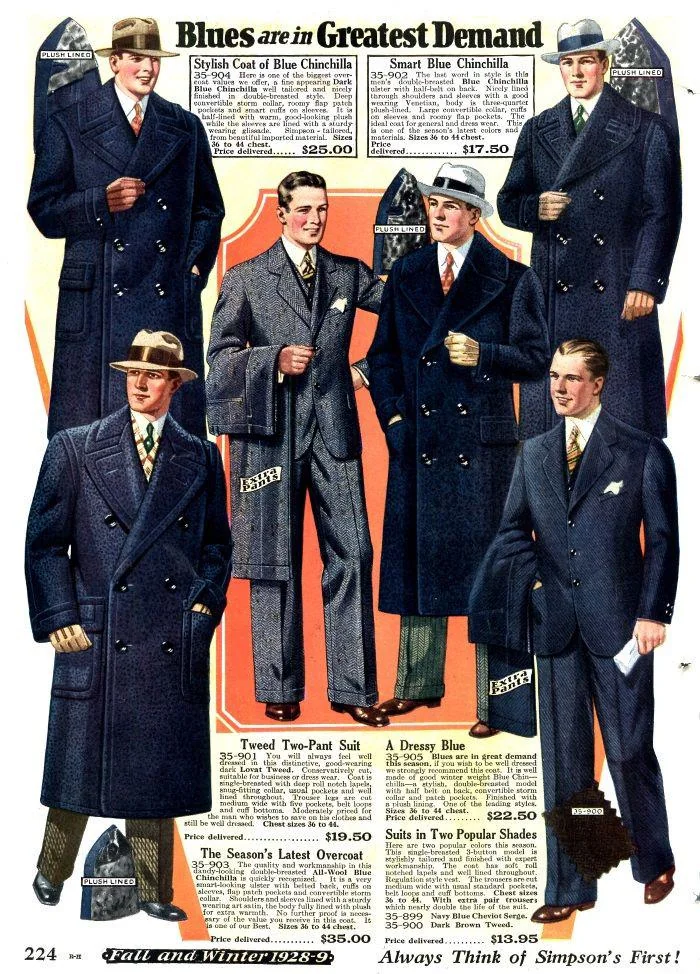 Blues are in Greatest Demand
PLUSH LINED
Stylish Coat of Blue Chinchilla
35-904 Here is one of the biggest over-
coat values we offer, a fine appearing Dark
Blue Chinchilla well tailored and nicely
finished in double-breasted style. Deep
convertible storm collar, roomy flap patch
pockets and smart cuffs on sleeves. It is
half-lined with warm, good-looking plush
while the sleeves are lined with a sturdy
wearing glissade. Simpson-tailored,
from beautiful imported material. Sizes
36 to 44 chest.
Price delivered...... $25.00
Smart Blue Chinchilla
35-902 The last word in style is this
men's double-breasted Blue Chinchilla
ulster with half-belt on back. Nicely lined
through shoulders and sleeves with a good
wearing Venetian, body is three-quarter
plush-lined. Large convertible collar, cuffs
on sleeves and roomy flap pockets. The
ideal coat for general and dress wear. This
is one of the season's latest colors and
materials. Sizes 36 to 44 chest.
Price
delivered.............. $17.50
PLUSH LINED
PLUSH LINED
Extra
Pants
Extra
Pants
Tweed Two-Pant Suit
35-901 You will always feel well
dressed in this distinctive, good-wearing
dark Lovat Tweed. Conservatively cut,
suitable for business or dress wear. Coat is
single-breasted with deep roll notch lapels,
snug-fitting collar, usual pockets and well
lined throughout. Trouser legs are cut
medium wide with five pockets, belt loops
and cuff bottoms. Moderately priced for
the man who wishes to save on his clothes and
still be well dressed. Chest sizes 36 to 44.
Price delivered.................... $19.50
The Season's Latest Overcoat
35-903 The quality and workmanship in this
dandy-looking double-breasted All-Wool Blue
Chinchilla is quickly recognized. It is a very
smart-looking ulster with belted back, cuffs on
sleeves, flap patch pockets and convertible storm
collar. Shoulders and sleeves lined with a sturdy
wearing art satin, the body fully lined with plush
for extra warmth. No further proof is neces-
sary of the value you receive in this coat. It
is one of our Best. Sizes 36 to 44 chest.
Price delivered.................. $35.00
PLUSH LINED
A Dressy Blue
35-905 Blues are in great demand
this season, if you wish to be well dressed
we strongly recommend this coat. It is well
made of good winter weight Blue Chin-
chilla—a stylish, double-breasted model
with half belt on back, convertible storm
collar and patch pockets. Finished with
a plush lining. One of the leading styles.
Sizes 36 to 44 chest.
Price delivered............ $22.50
Suits in Two Popular Shades
Here are two popular colors this season.
This single-breasted 3-button model is
stylishly tailored and finished with expert
workmanship. The coat has soft roll
notched lapels and well lined throughout.
Regulation style vest. The trousers are cut
medium wide with usual standard pockets,
belt loops and cuff bottoms. Chest sizes
36 to 44. With extra pair trousers
which nearly double the life of the suit.
35-899 Navy Blue Cheviot Serge.
35-900 Dark Brown Tweed.
Price delivered........... $13.95
35-900
224
Fall and Winter 1928-9
Always Think of Simpson's First!